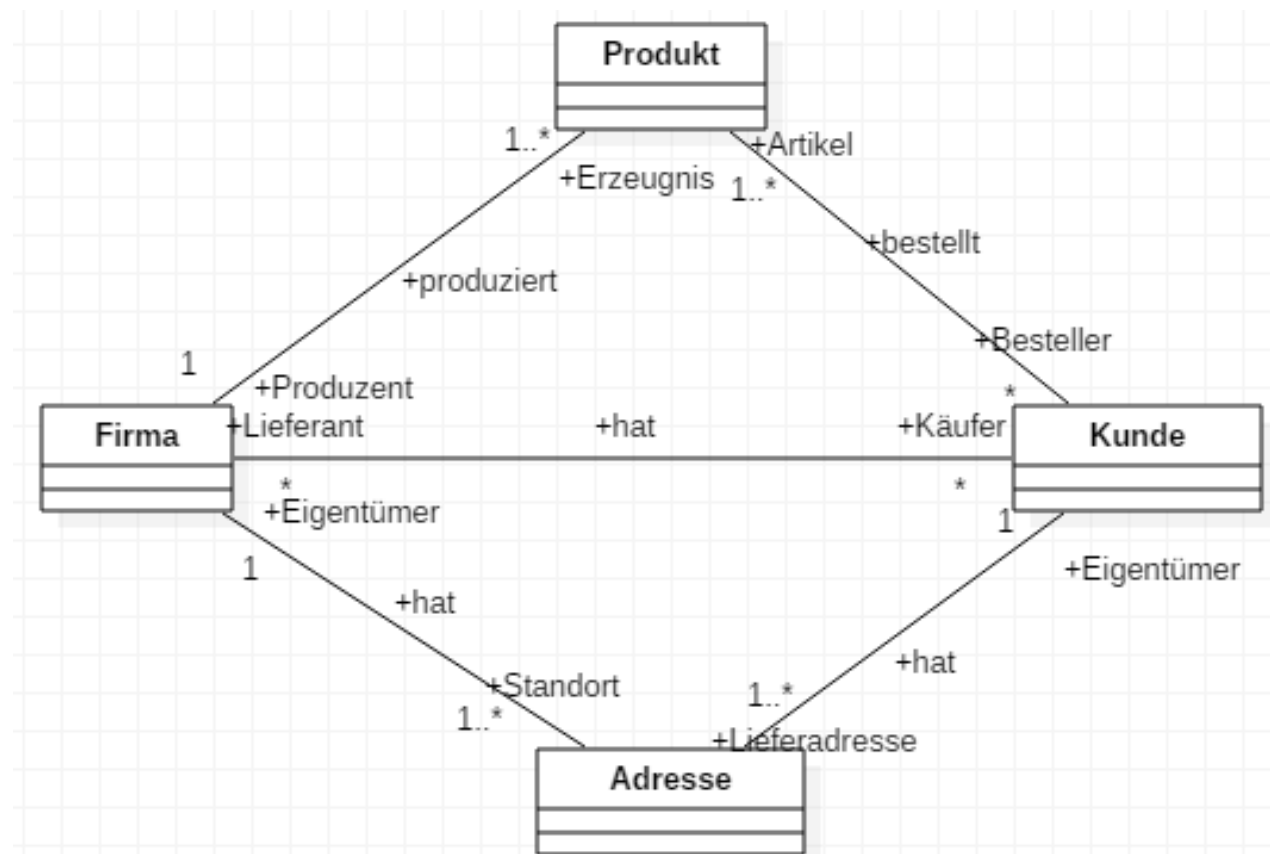 Produkt
1..*
+Artikel
+Erzeugnis
1..*
+bestellt
+produziert
+Besteller
1
+Produzent
*
Firma
+Lieferant
+hat
+Käufer
Kunde
*
*
+Eigentümer
1
1
+Eigentümer
+hat
+hat
+Standort
1..*
1..*
+Lieferadresse
Adresse